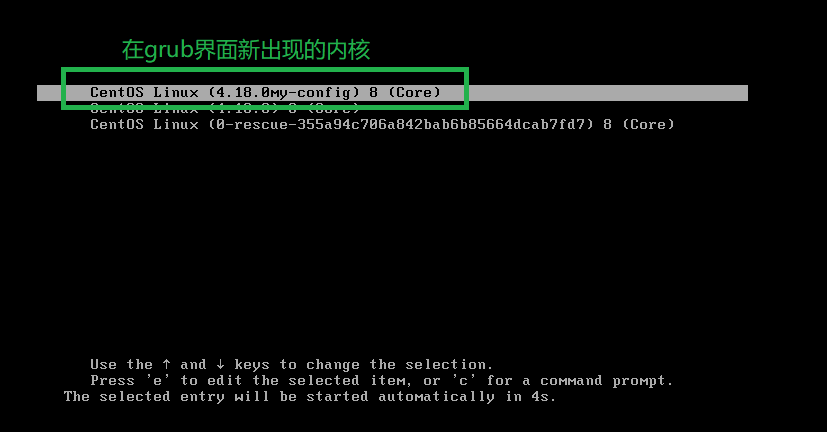 在grub界面新出现的内核
CentOS Linux (4.18.0my-config) 8 (Core)
CentOS Linux (4.18.0) 8 (Core)
CentOS Linux (0-rescue-355a94c706a842bab6b85664dcab7fd7) 8 (Core)
Use the ↑ and ↓ keys to change the selection.
Press 'e' to edit the selected item, or 'c' for a command prompt.
The selected entry will be started automatically in 4s.